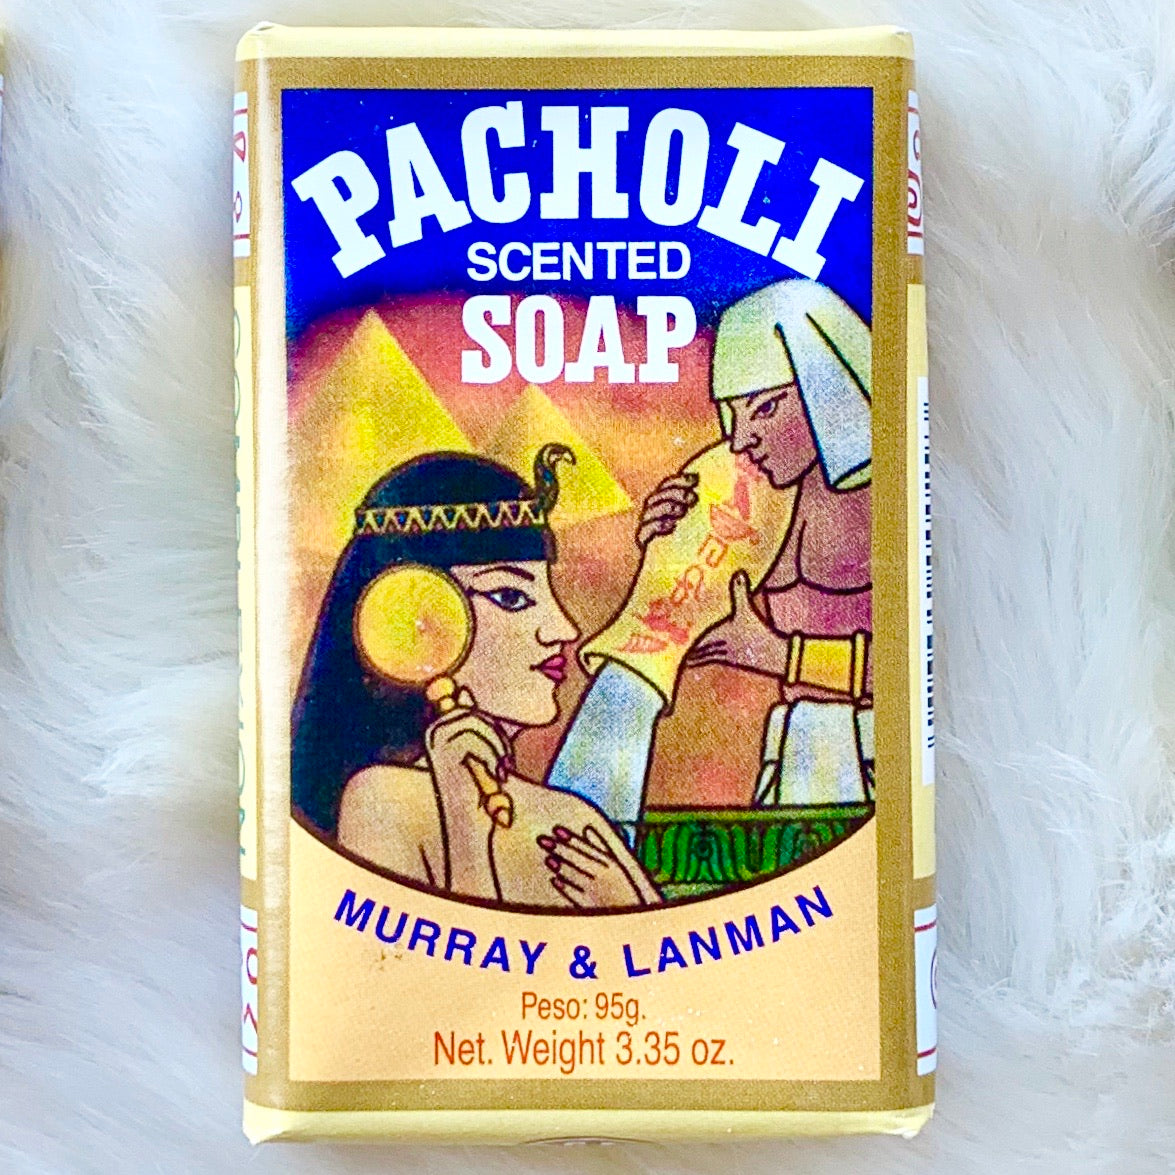 PACHOLI
SCENTED
SOAP
MURRAY & LANMAN
Peso: 95g.
Net. Weight 3.35 oz.